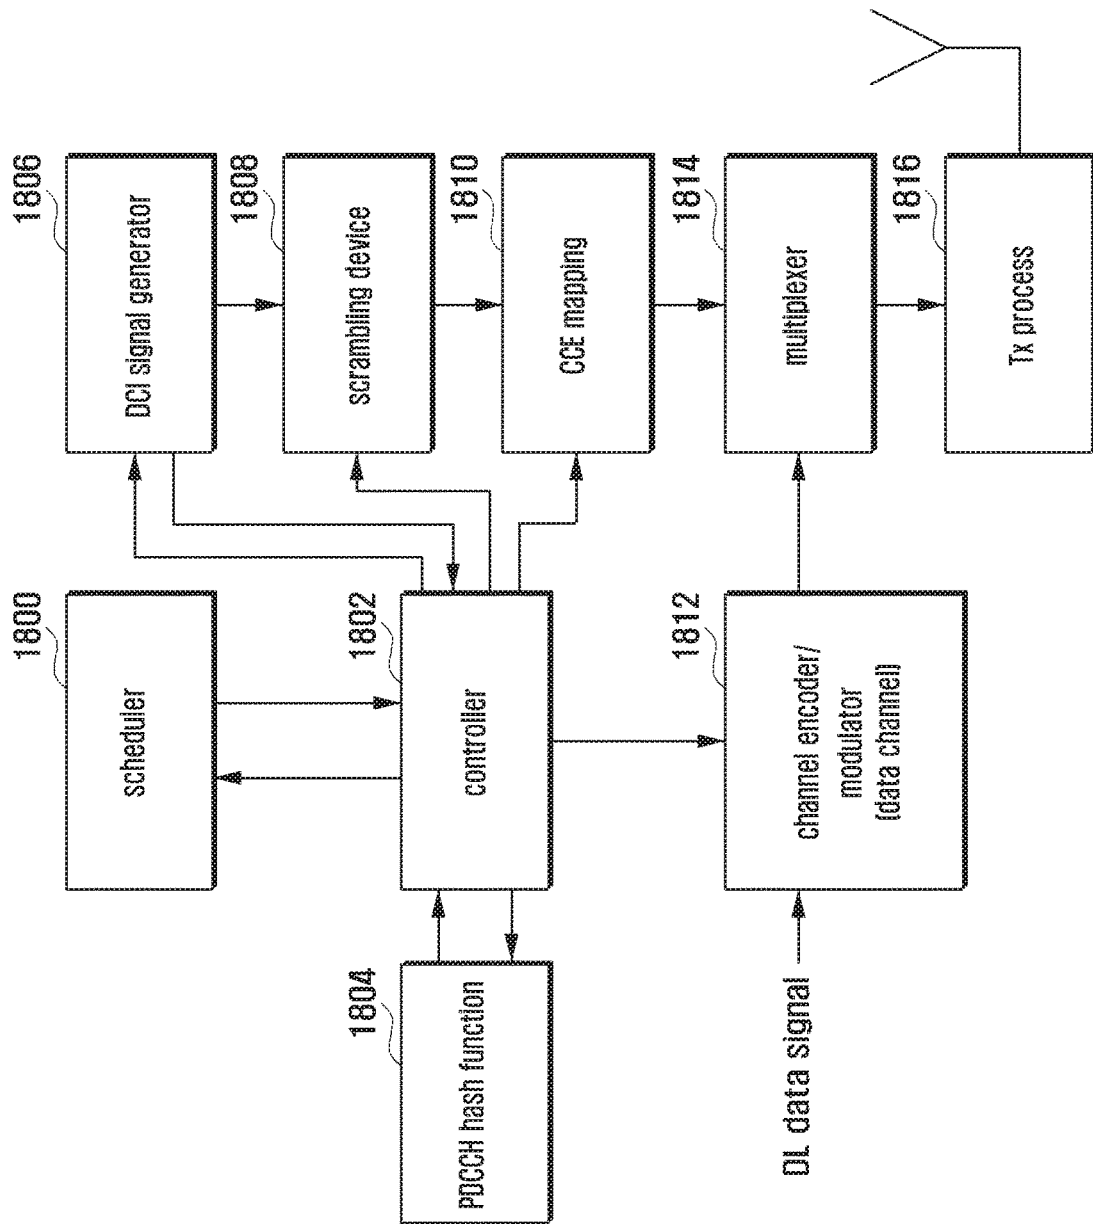 1804
PDCCH hash function
1800
scheduler
1802
controller
DL data signal
1812
channel encoder/
modulator
(data channel)
1806
DCI signal generator
1808
scrambling device
1810
CCE mapping
1814
multiplexer
1816
Tx process